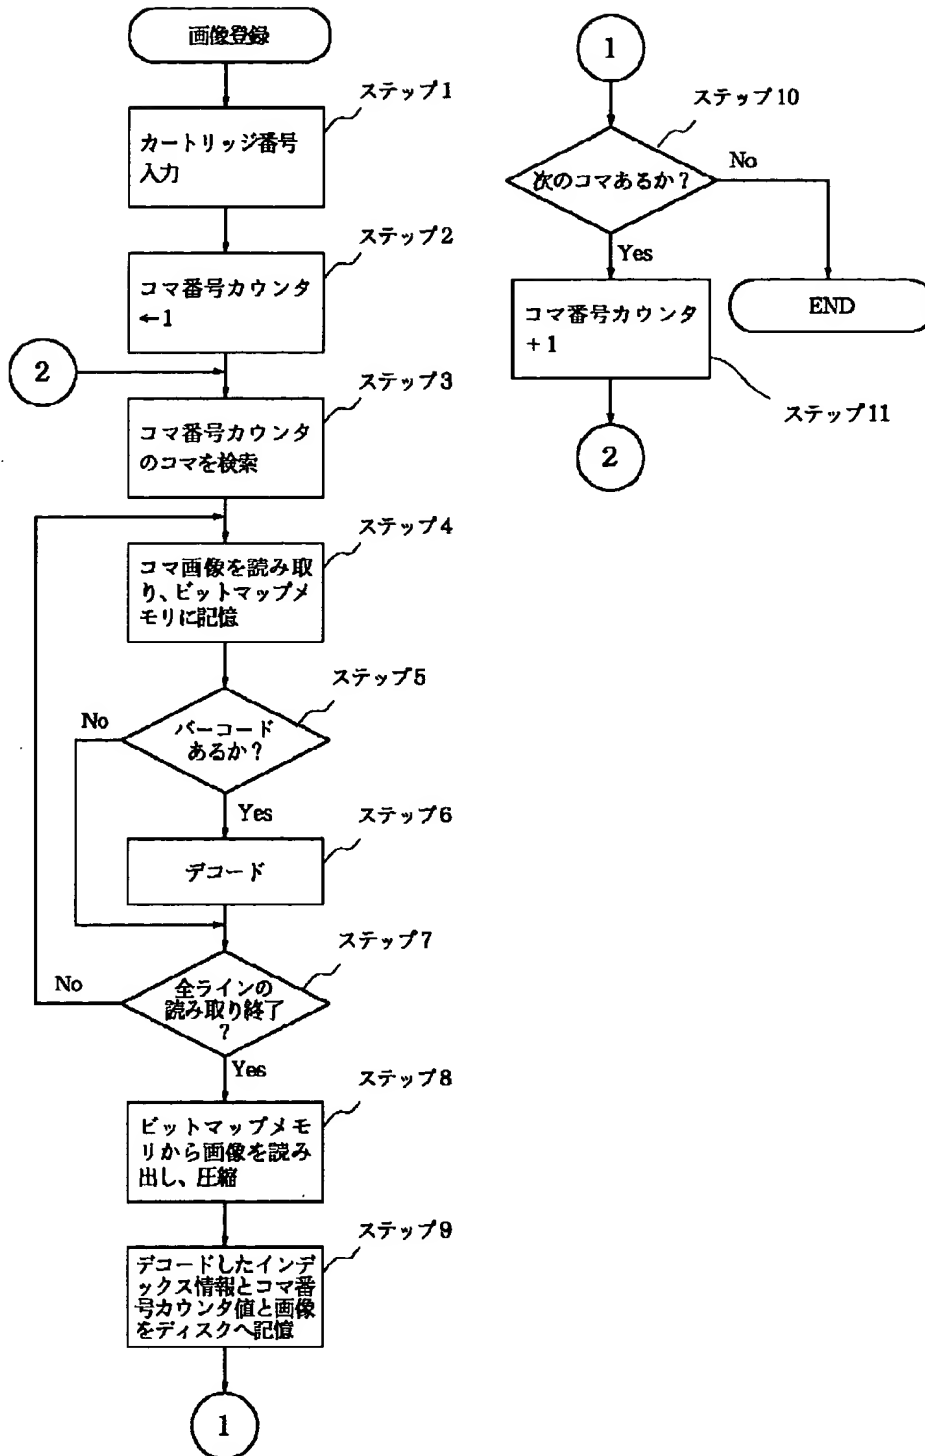 画像登録
ステップ1
カートリッジ番号
入力
ステップ2
コマ番号カウンタ
←1
2
ステップ3
コマ番号カウンタ
のコマを検索
ステップ4
コマ画像を読み取
り、ビットマップメ
モリに記憶
ステップ5
バーコード
あるか？
No
Yes
ステップ6
デコード
ステップ7
全ラインの
読み取り終了
？
No
Yes
ステップ8
ビットマップメモ
リから画像を読み
出し、圧縮
ステップ9
デコードしたインデ
ックス情報とコマ番
号カウンタ値と画像
をディスクへ記憶
1
1
ステップ10
次のコマあるか？
No
Yes
END
コマ番号カウンタ
+1
ステップ11
2